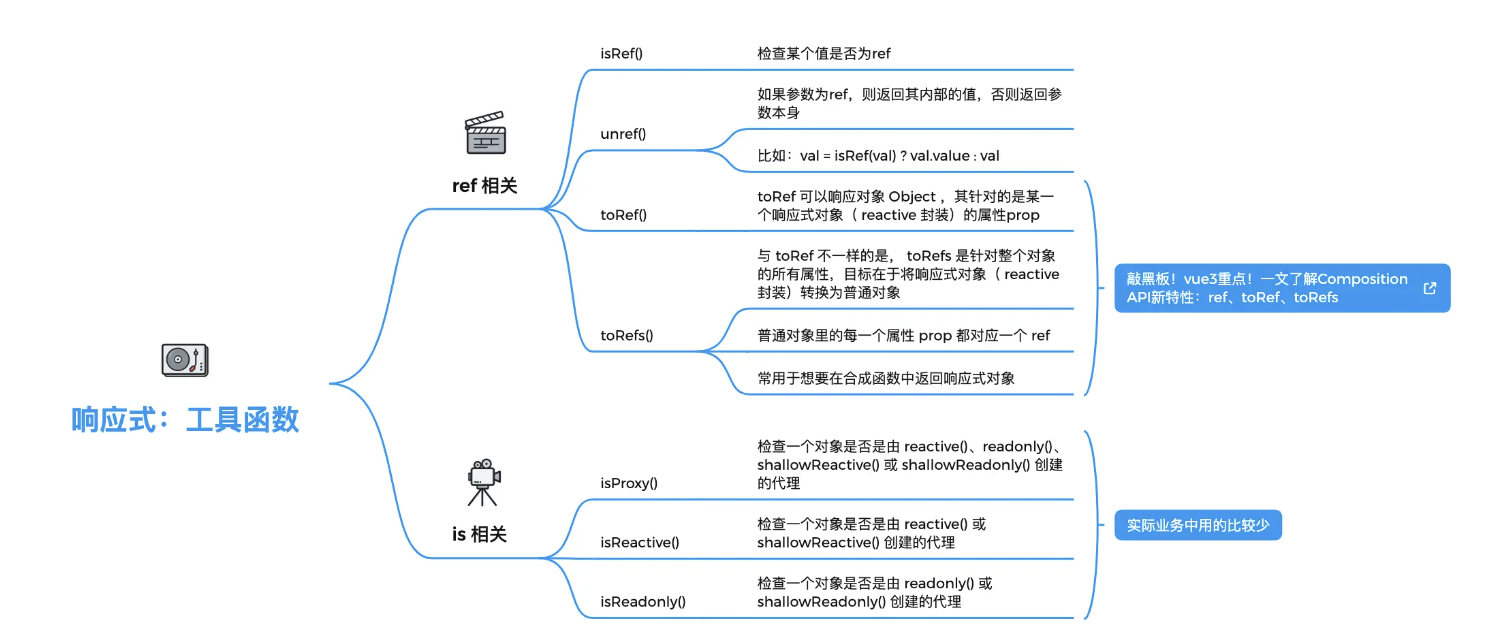 响应式：工具函数
ref 相关
isRef()
检查某个值是否为ref
unref()
如果参数为ref，则返回其内部的值，否则返回参
数本身
比如：val = isRef(val) ? val.value : val
toRef()
toRef 可以响应对象 Object ，其针对的是某一
个响应式对象（ reactive 封装）的属性prop
toRefs()
与 toRef 不一样的是， toRefs 是针对整个对象
的所有属性，目标在于将响应式对象（ reactive
封装）转换为普通对象
普通对象里的每一个属性 prop 都对应一个 ref
常用于想要在合成函数中返回响应式对象
敲黑板！vue3重点！一文了解Composition
API新特性：ref、toRef、toRefs
is 相关
isProxy()
检查一个对象是否是由 reactive()、readonly()、
shallowReactive() 或 shallowReadonly() 创建
的代理
isReactive()
检查一个对象是否是由 reactive() 或
shallowReactive() 创建的代理
isReadonly()
检查一个对象是否是由 readonly() 或
shallowReadonly() 创建的代理
实际业务中用的比较少